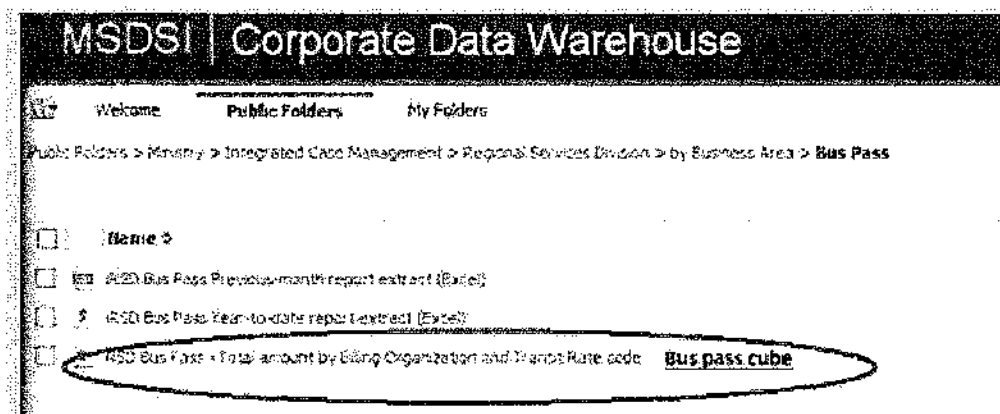 MSDSI | Corporate Data Warehouse
Welcome Public Folders My Folders
Public Folders > Ministry > Integrated Case Management > Regional Services Division > by Business Area > Bus Pass
Name
RSD Bus Pass Previous-month report extract (Excel)
RSD Bus Pass Year-to-date report extract (Excel)
RSD Bus Pass - Total amount by Billing Organization and Transit Rate code Bus pass cube